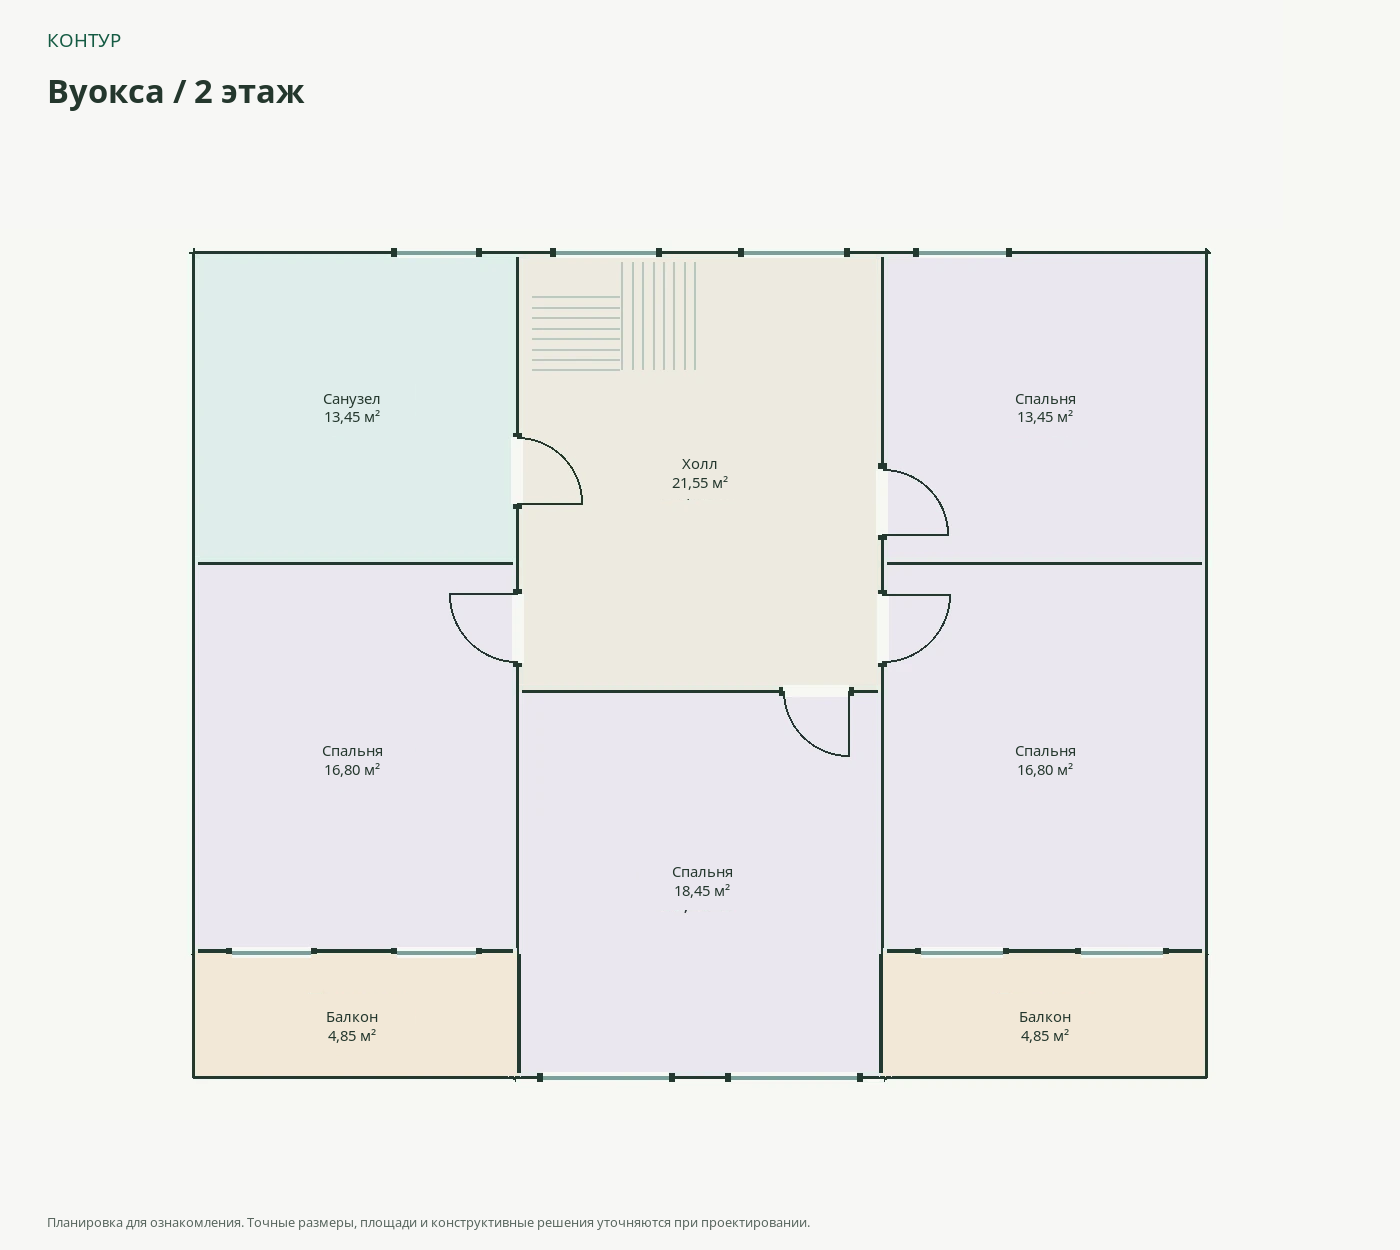 КОНТУР
Вуокса / 2 этаж
Санузел
13,45 м²
Спальня
13,45 м²
Холл
21,55 м²
Спальня
16,80 м²
Спальня
16,80 м²
Спальня
18,45 м²
Балкон
4,85 м²
Балкон
4,85 м²
Планировка для ознакомления. Точные размеры, площади и конструктивные решения уточняются при проектировании.